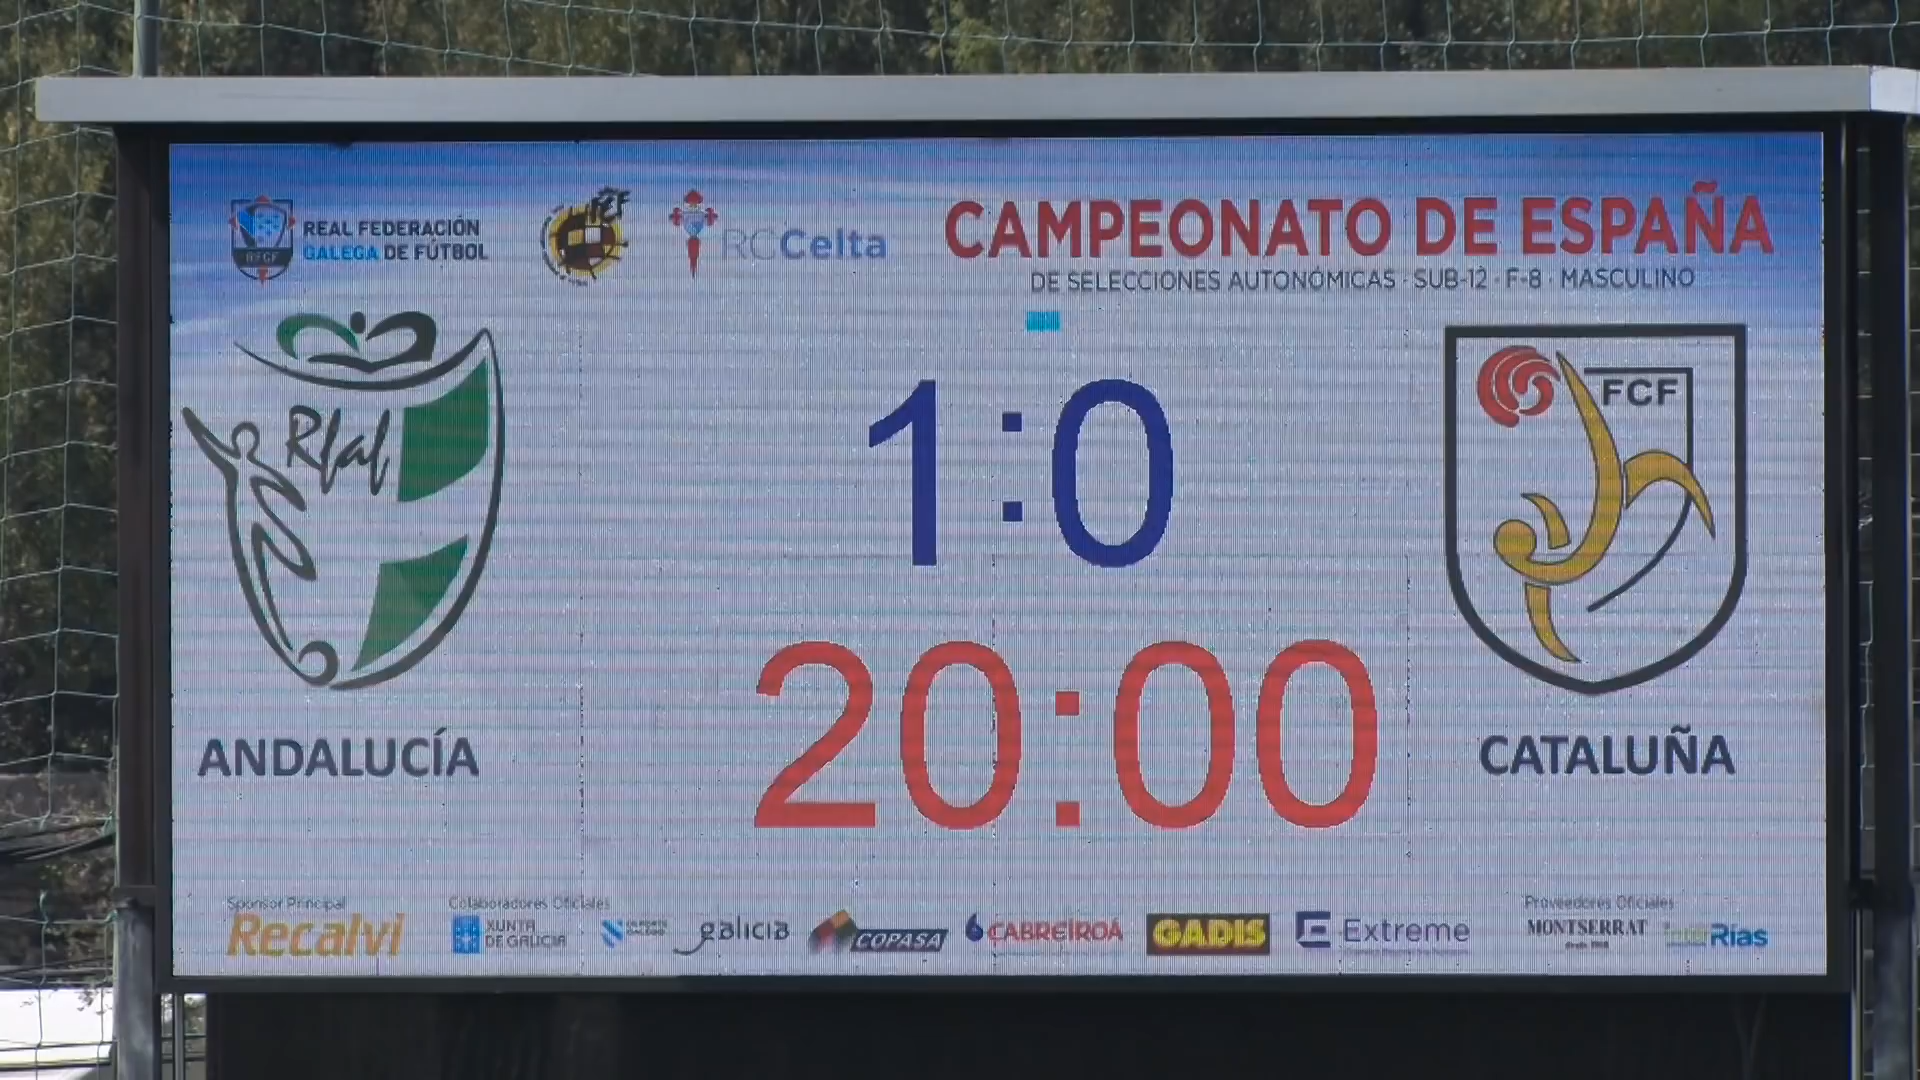 REAL FEDERACIÓN
GALEGA DE FÚTBOL
RFGF
RCCelta
CAMPEONATO DE ESPAÑA
DE SELECCIONES AUTONÓMICAS · SUB-12 · F-8 · MASCULINO
Rfaf
FCF
1:0
20:00
ANDALUCÍA
CATALUÑA
Sponsor Principal
Colaboradores Oficiales
Proveedores Oficiales
Recalvi
XUNTA
DE GALICIA
galicia
COPASA
CABREIROÁ
GADIS
Extreme
MONTSERRAT
interRías